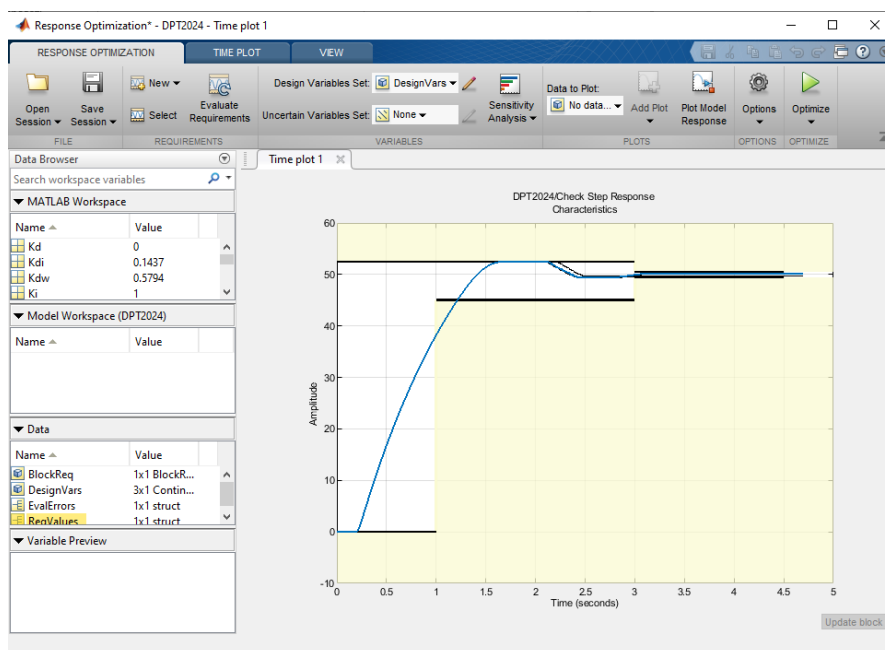 Response Optimization* - DPT2024 - Time plot 1
RESPONSE OPTIMIZATION TIME PLOT VIEW
Open Session
Save Session
New
Select
Evaluate Requirements
Design Variables Set: DesignVars
Uncertain Variables Set: None
Sensitivity Analysis
Data to Plot:
No data...
Add Plot
Plot Model Response
Options
Optimize
FILE REQUIREMENTS VARIABLES PLOTS OPTIONS OPTIMIZE
Data Browser
Search workspace variables
MATLAB Workspace
Name Value
Kd 0
Kdi 0.1437
Kdw 0.5794
Ki 1
Model Workspace (DPT2024)
Name Value
Data
Name Value
BlockReq 1x1 BlockR...
DesignVars 3x1 Contin...
EvalErrors 1x1 struct
ReqValues 1x1 struct
Variable Preview
Time plot 1
DPT2024/Check Step Response
Characteristics
Amplitude
60
50
40
30
20
10
0
-10
0 0.5 1 1.5 2 2.5 3 3.5 4 4.5 5
Time (seconds)
Update block